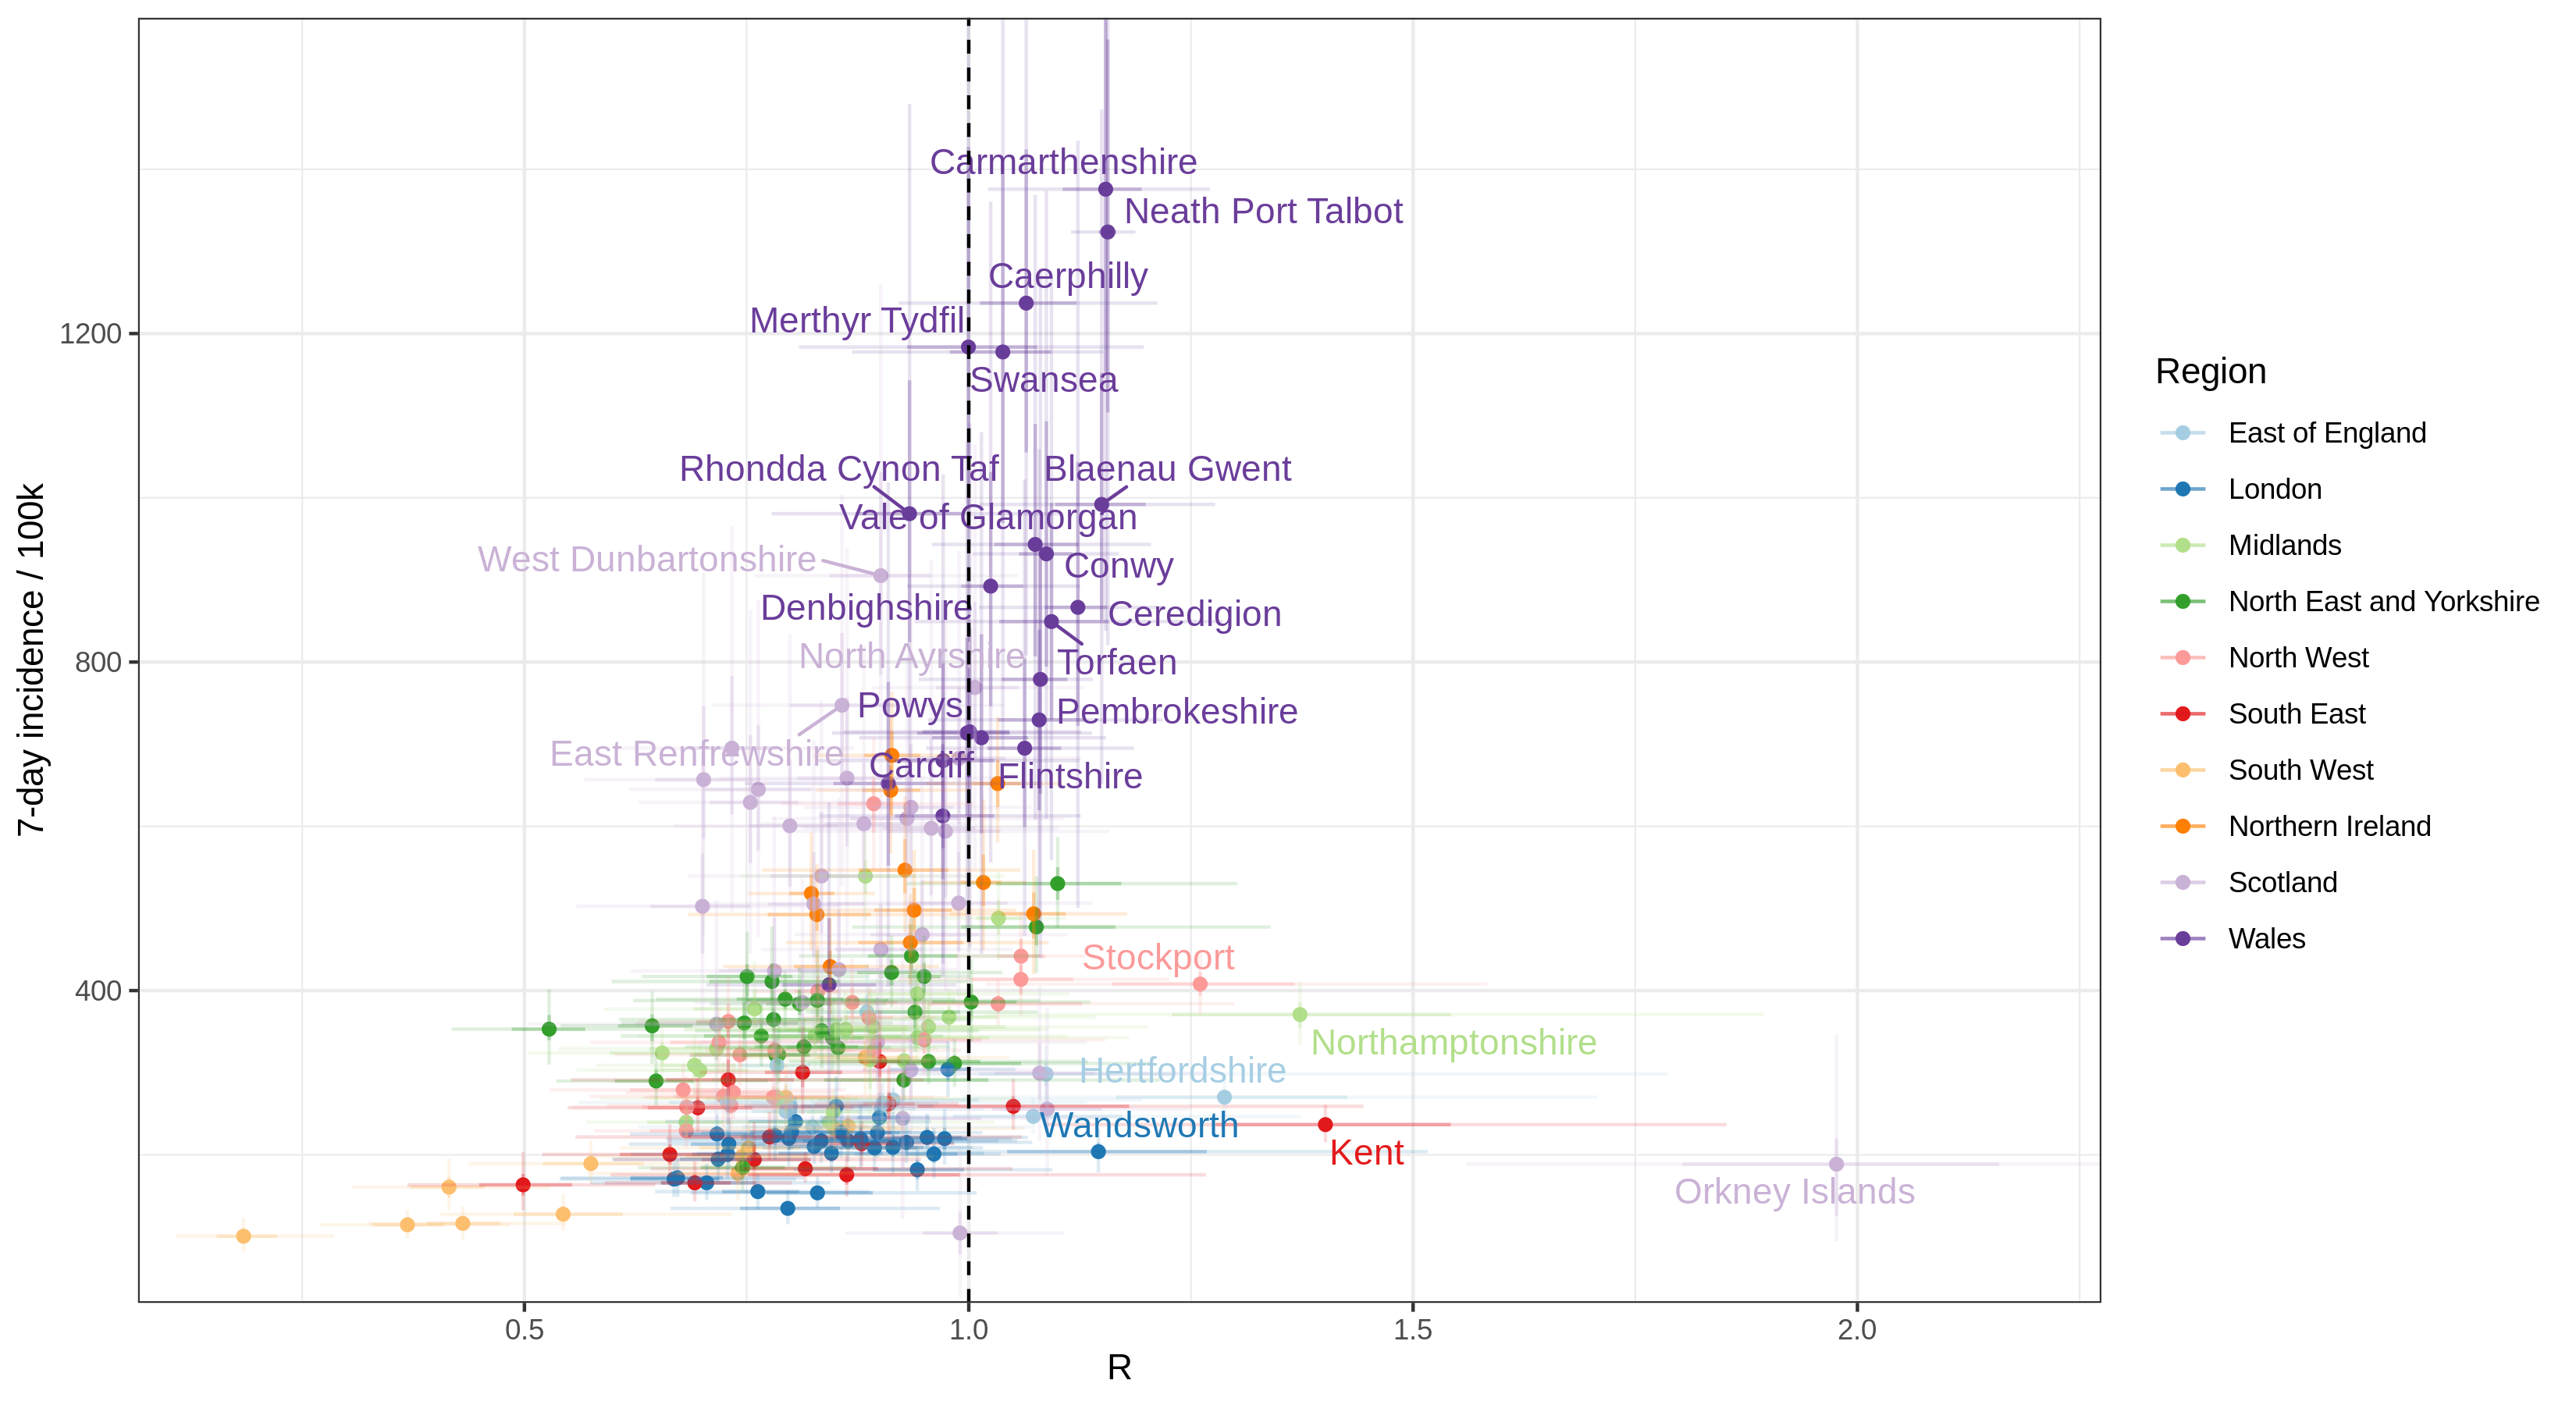 Carmarthenshire
Neath Port Talbot
Caerphilly
Merthyr Tydfil
1200
Swansea
Region
East of England
Rhondda Cynon Taf
Blaenau Gwent
London
Vale of Glamorgan
West Dunbartonshire
Conwy
Midlands
Denbighshire
Ceredigion
North East and Yorkshire
North Ayrshire
Torfaen
800
North West
Powys
Pembrokeshire
South East
East Renfrewshire
Cardiff
Flintshire
South West
7-day incidence / 100k
Northern Ireland
Scotland
Wales
Stockport
400
Northamptonshire
Hertfordshire
Wandsworth
Kent
Orkney Islands
0.5
1.0
1.5
2.0
R